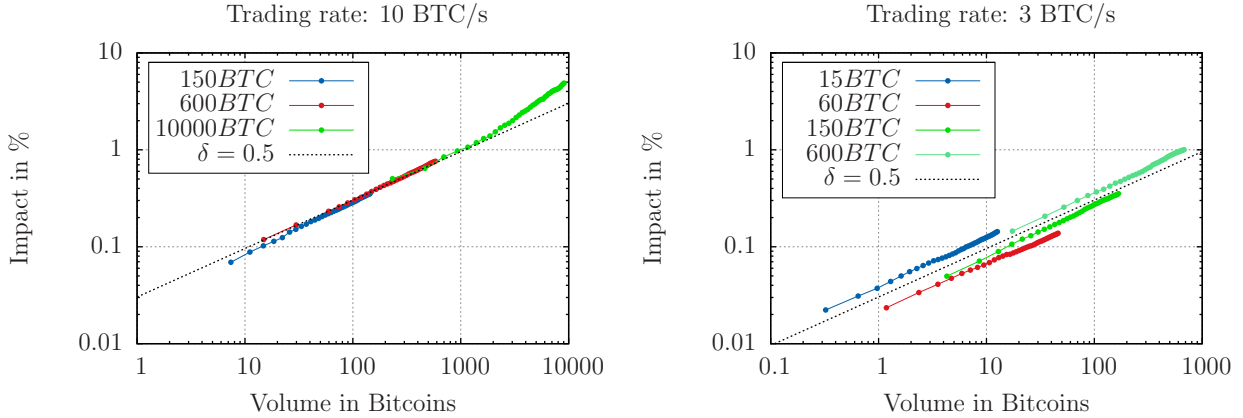 Trading rate: 10 BTC/s
Impact in %
10
1
0.1
0.01
150BTC
600BTC
10000BTC
δ = 0.5
1
10
100
1000
10000
Volume in Bitcoins
Trading rate: 3 BTC/s
Impact in %
10
1
0.1
0.01
15BTC
60BTC
150BTC
600BTC
δ = 0.5
0.1
1
10
100
1000
Volume in Bitcoins